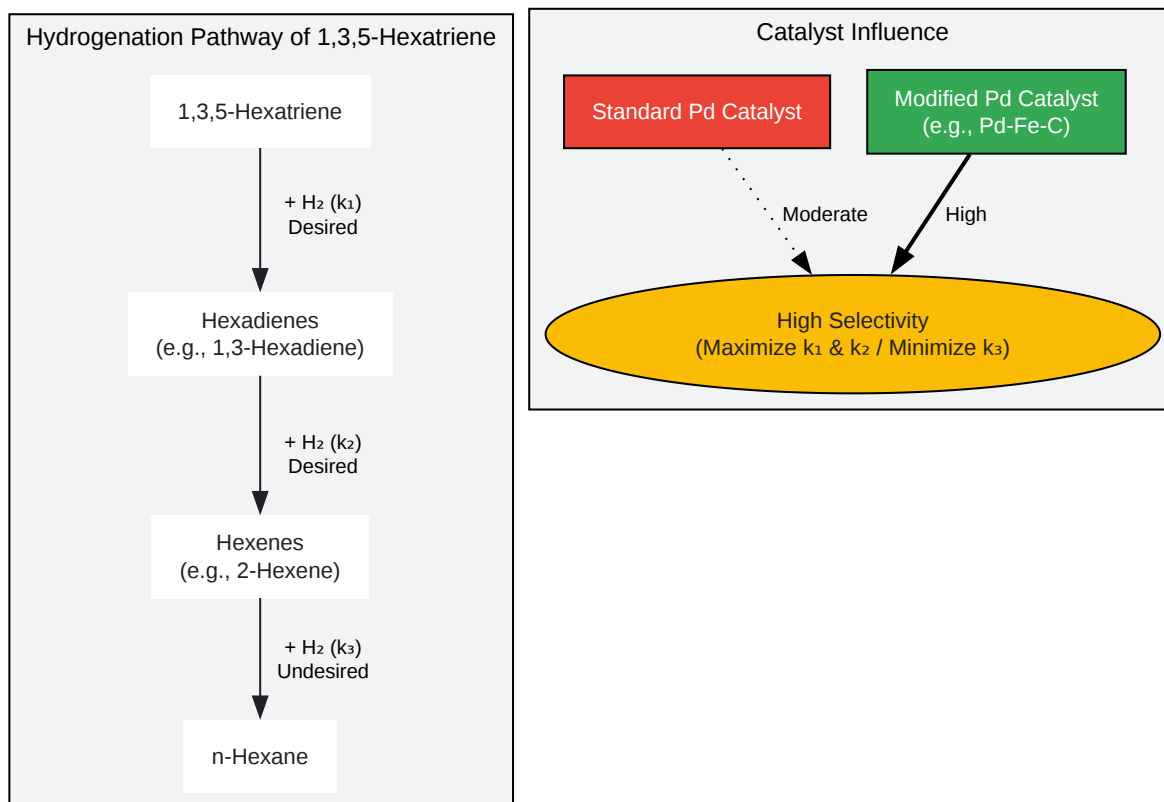 Hydrogenation Pathway of 1,3,5-Hexatriene
1,3,5-Hexatriene
+ H₂ (k₁)
Desired
Hexadienes
(e.g., 1,3-Hexadiene)
+ H₂ (k₂)
Desired
Hexenes
(e.g., 2-Hexene)
+ H₂ (k₃)
Undesired
n-Hexane
Catalyst Influence
Standard Pd Catalyst
Modified Pd Catalyst
(e.g., Pd-Fe-C)
Moderate
High
High Selectivity
(Maximize k₁ & k₂ / Minimize k₃)